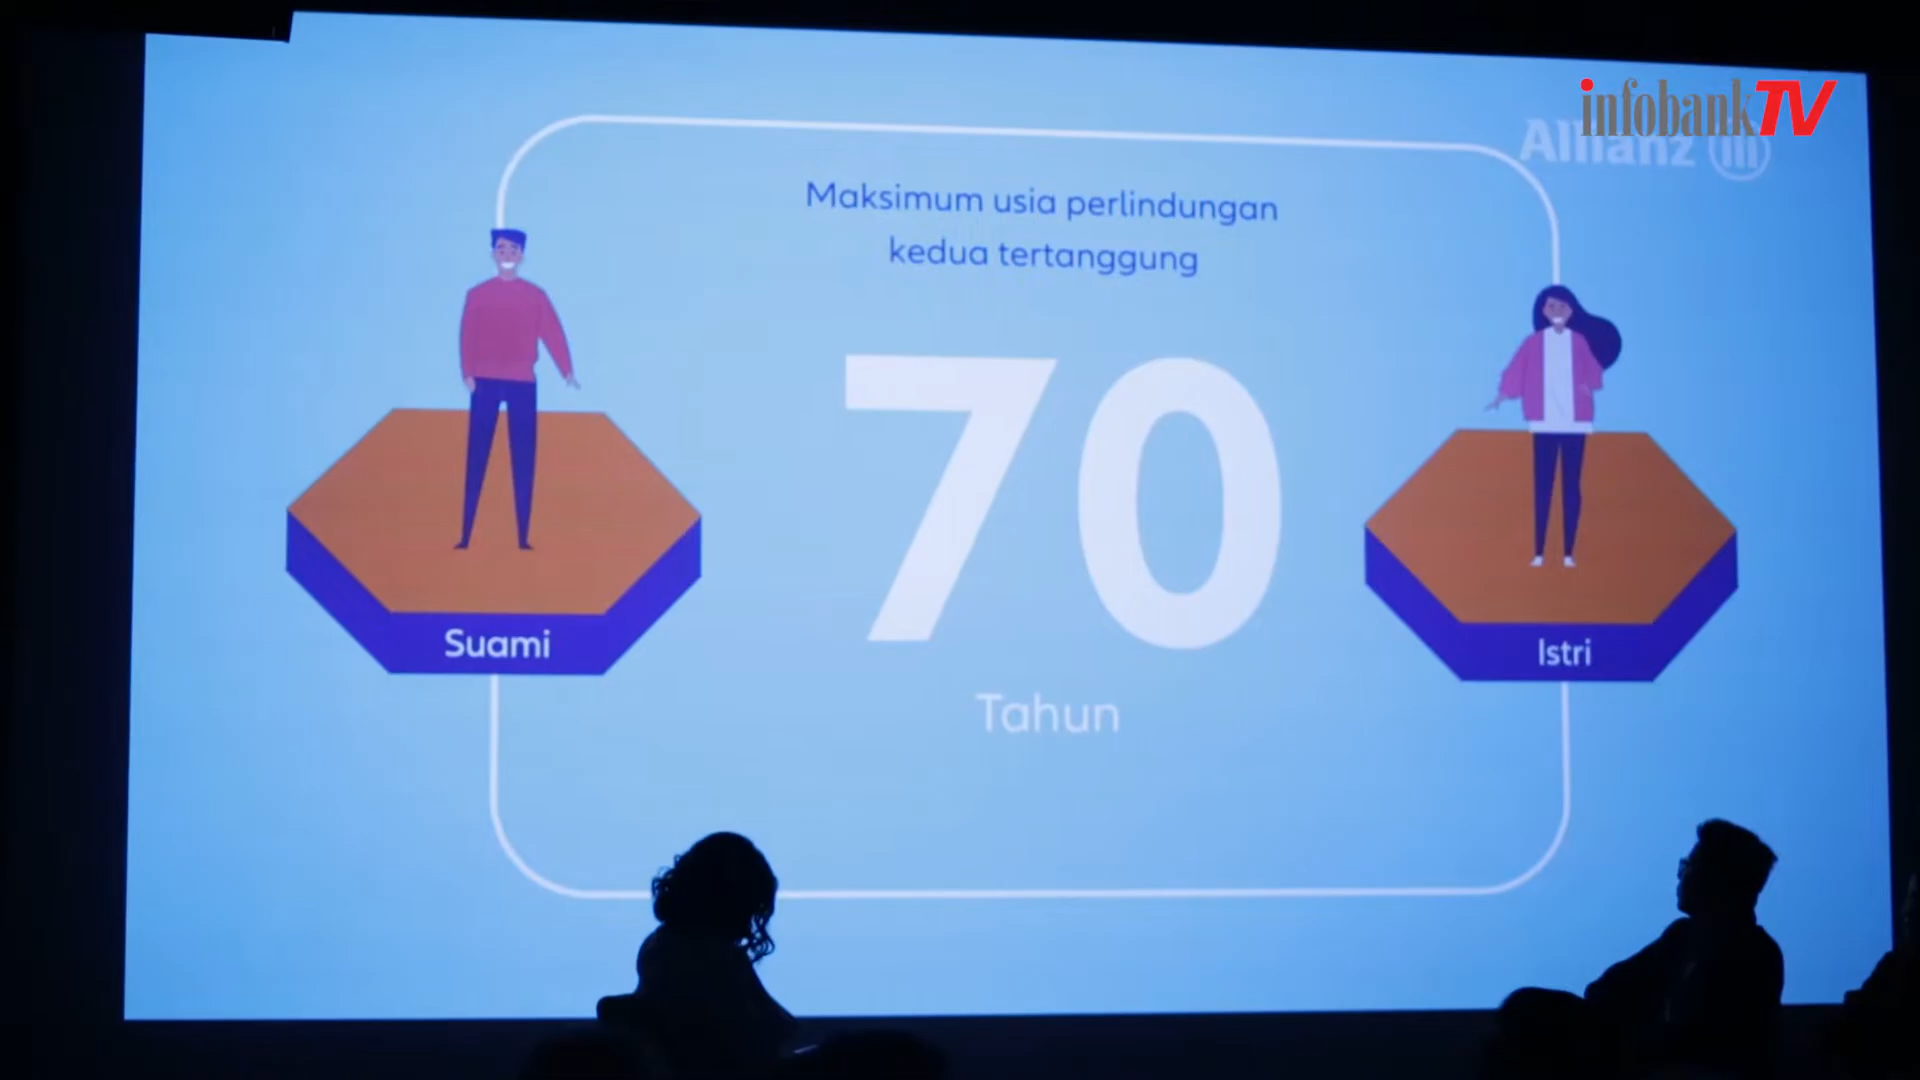 infobankTV
Allianz
Maksimum usia perlindungan
kedua tertanggung
70
Tahun
Suami
Istri